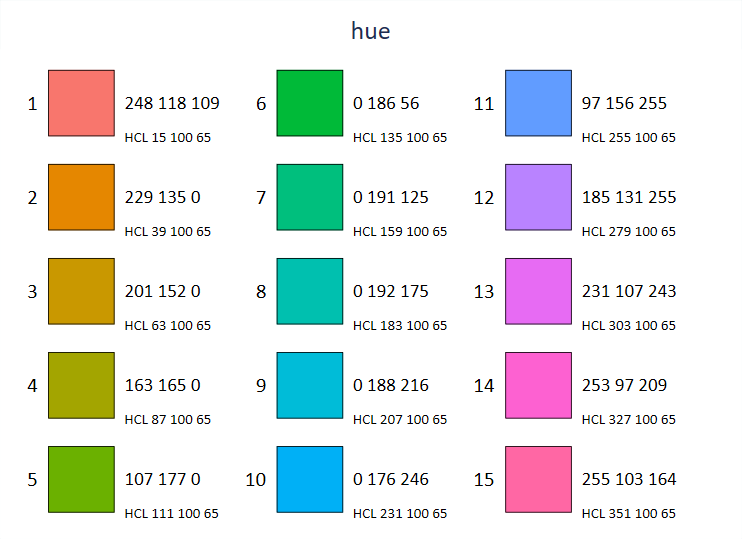 hue
1
248 118 109
HCL 15 100 65
2
229 135 0
HCL 39 100 65
3
201 152 0
HCL 63 100 65
4
163 165 0
HCL 87 100 65
5
107 177 0
HCL 111 100 65
6
0 186 56
HCL 135 100 65
7
0 191 125
HCL 159 100 65
8
0 192 175
HCL 183 100 65
9
0 188 216
HCL 207 100 65
10
0 176 246
HCL 231 100 65
11
97 156 255
HCL 255 100 65
12
185 131 255
HCL 279 100 65
13
231 107 243
HCL 303 100 65
14
253 97 209
HCL 327 100 65
15
255 103 164
HCL 351 100 65